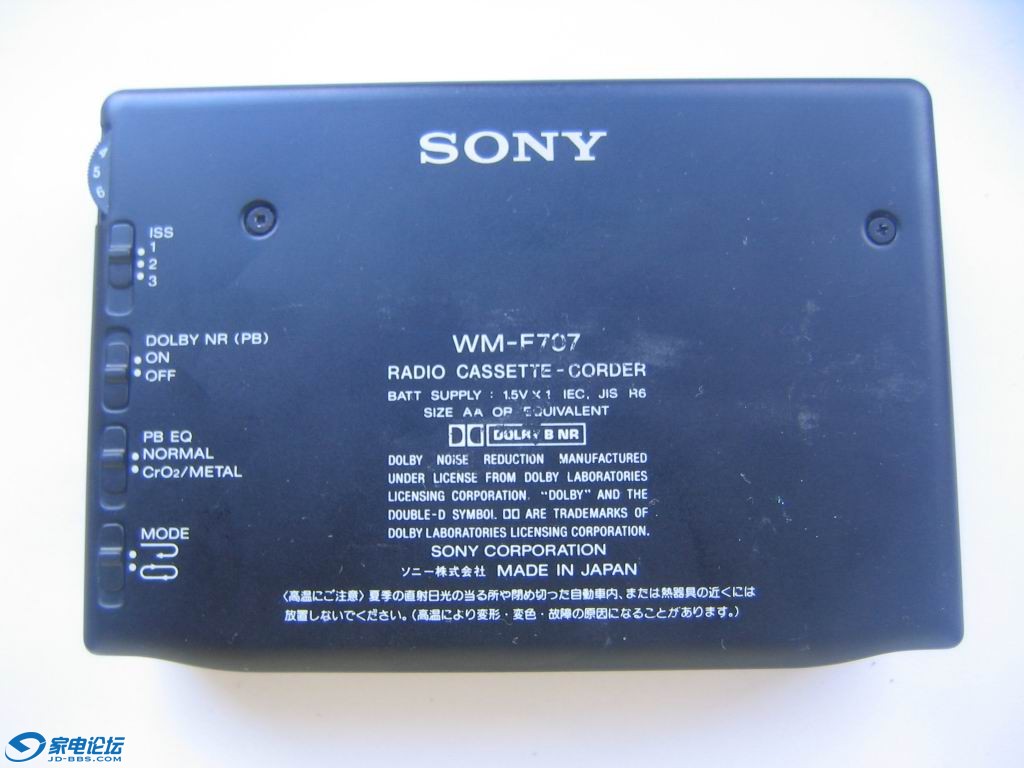 SONY
4
5
6
ISS
1
2
3
DOLBY NR (PB)
ON
OFF
PB EQ
NORMAL
CrO2/METAL
MODE
WM-F707
RADIO CASSETTE-CORDER
BATT SUPPLY : 1.5V×1 IEC, JIS R6
SIZE AA OR EQUIVALENT
DOLBY B NR
DOLBY NOISE REDUCTION MANUFACTURED
UNDER LICENSE FROM DOLBY LABORATORIES
LICENSING CORPORATION. "DOLBY" AND THE
DOUBLE-D SYMBOL ARE TRADEMARKS OF
DOLBY LABORATORIES LICENSING CORPORATION.
SONY CORPORATION
ソニー株式会社 MADE IN JAPAN
〈高温にご注意〉夏季の直射日光の当る所や閉め切った自動車内、または熱器具の近くには
放置しないでください。(高温により変形・変色・故障の原因になることがあります。)
家电论坛
JD-BBS.COM